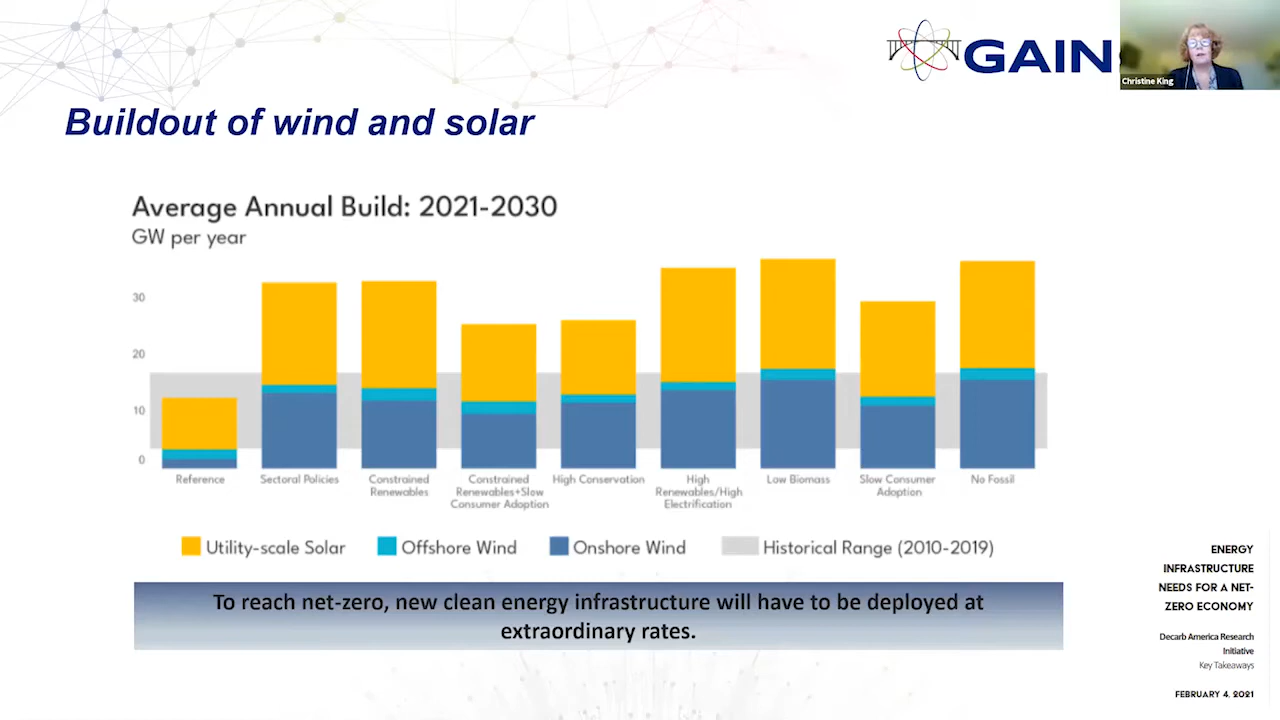 GAIN
Christine King
Buildout of wind and solar
Average Annual Build: 2021-2030
GW per year
30
20
10
0
Reference
Sectoral Policies
Constrained
Renewables
Constrained
Renewables+Slow
Consumer Adoption
High Conservation
High
Renewables/High
Electrification
Low Biomass
Slow Consumer
Adoption
No Fossil
Utility-scale Solar
Offshore Wind
Onshore Wind
Historical Range (2010-2019)
To reach net-zero, new clean energy infrastructure will have to be deployed at
extraordinary rates.
ENERGY
INFRASTRUCTURE
NEEDS FOR A NET-
ZERO ECONOMY
Decarb America Research
Initiative
Key Takeaways
FEBRUARY 4, 2021